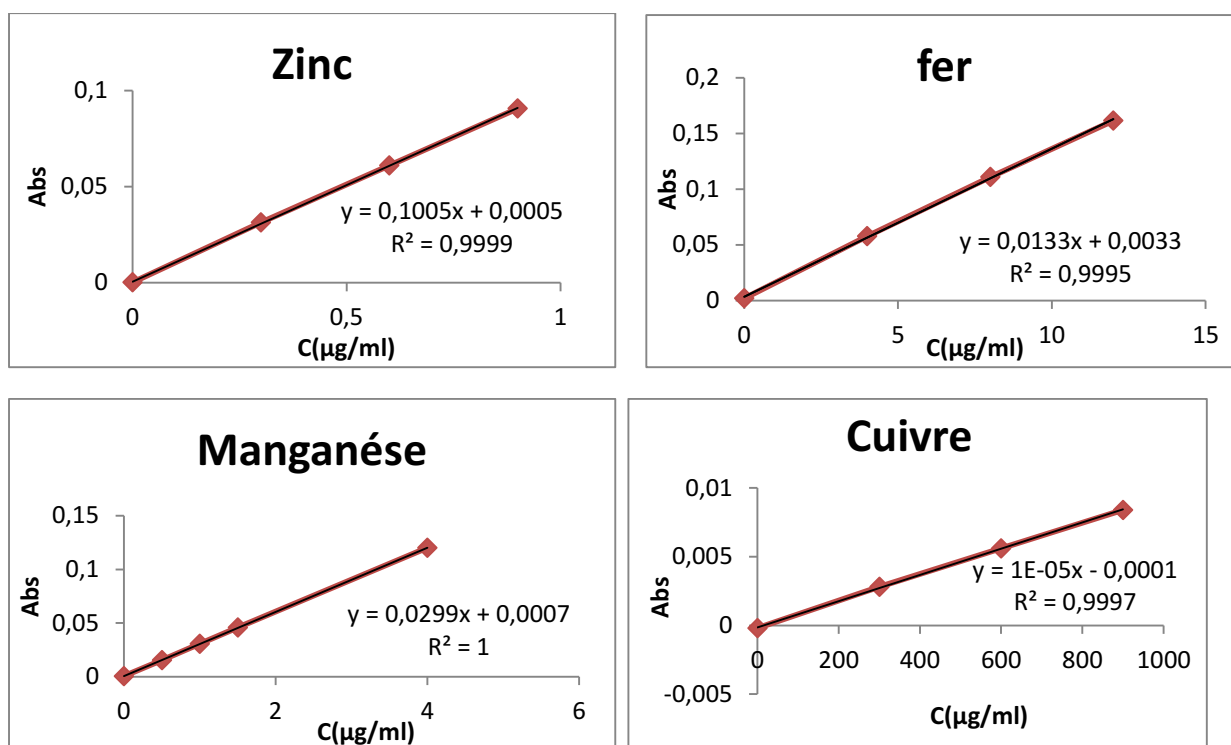 Zinc
0,1
0,05
0
Abs
y = 0,1005x + 0,0005
R² = 0,9999
0
0,5
1
C(µg/ml)
fer
0,2
0,15
0,1
0,05
0
Abs
y = 0,0133x + 0,0033
R² = 0,9995
0
5
10
15
C(µg/ml)
Manganése
0,15
0,1
0,05
0
Abs
y = 0,0299x + 0,0007
R² = 1
0
2
4
6
C(µg/ml)
Cuivre
0,01
0,005
0
-0,005
Abs
y = 1E-05x - 0,0001
R² = 0,9997
0
200
400
600
800
1000
C(µg/ml)